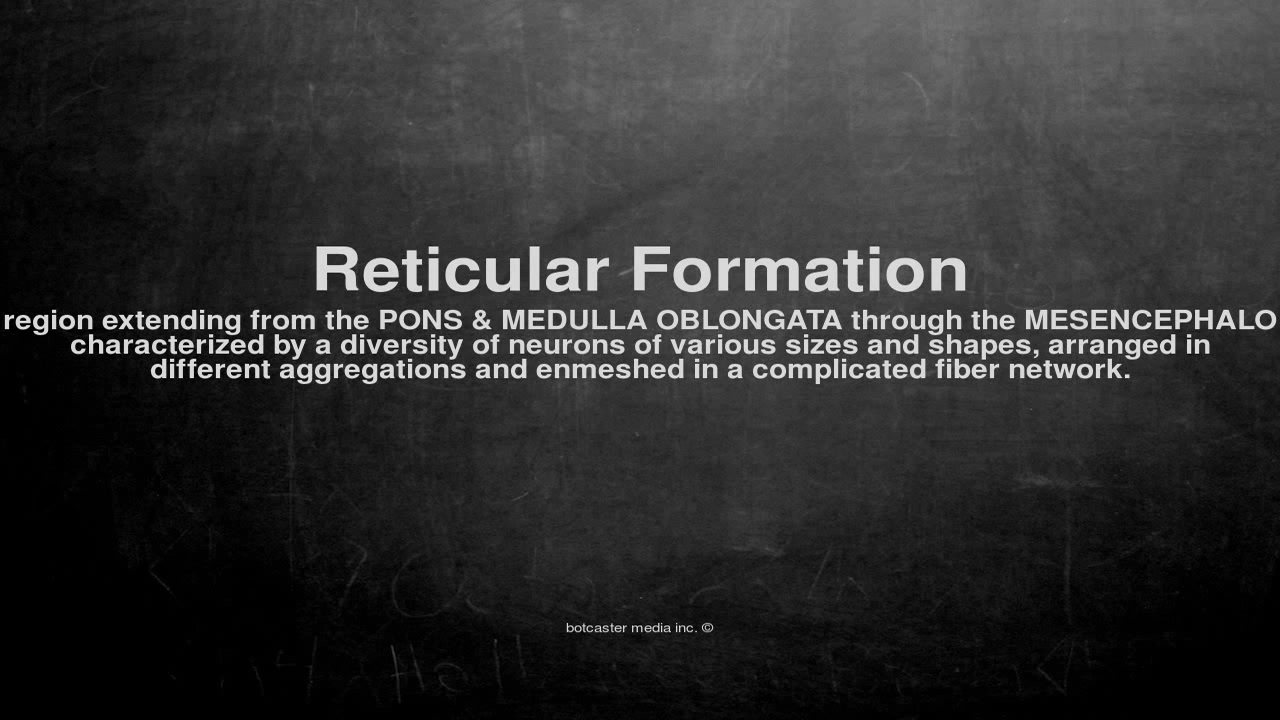 Reticular Formation
region extending from the PONS & MEDULLA OBLONGATA through the MESENCEPHALO
characterized by a diversity of neurons of various sizes and shapes, arranged in
different aggregations and enmeshed in a complicated fiber network.
botcaster media inc. ©